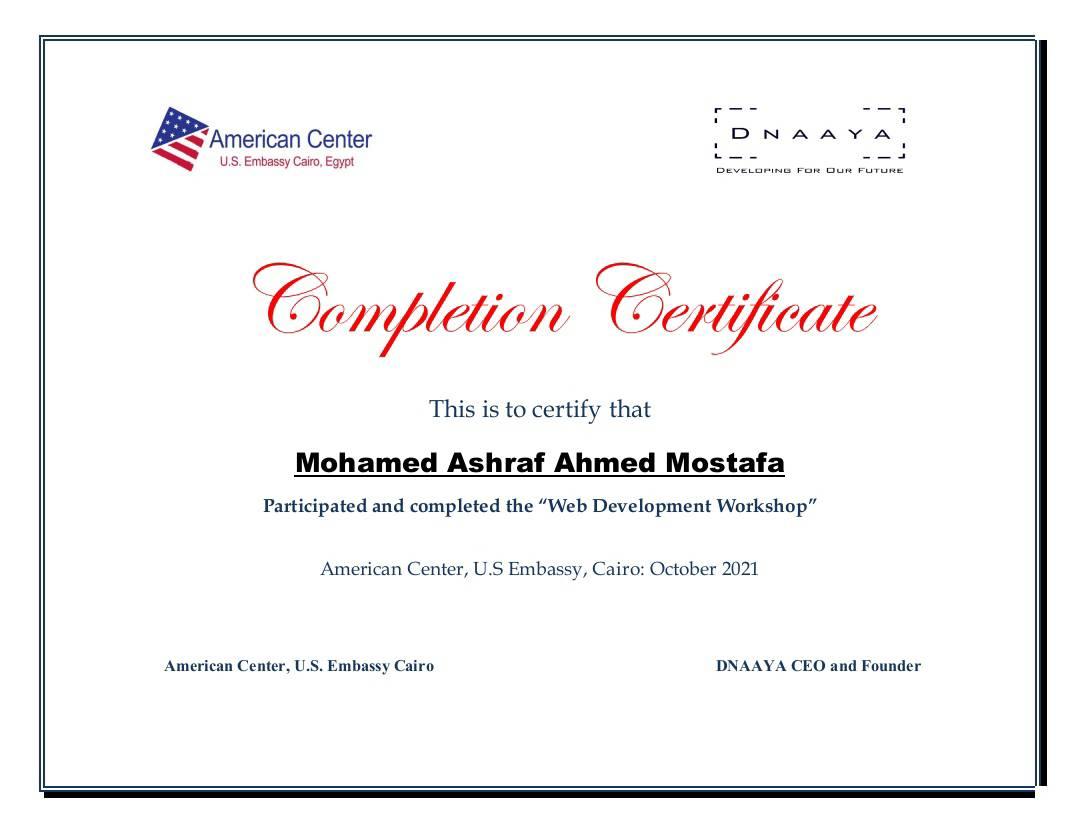 American Center
U.S. Embassy Cairo, Egypt
DNAAYA
Developing For Our Future
Completion Certificate
This is to certify that
Mohamed Ashraf Ahmed Mostafa
Participated and completed the “Web Development Workshop”
American Center, U.S Embassy, Cairo: October 2021
American Center, U.S. Embassy Cairo
DNAAYA CEO and Founder